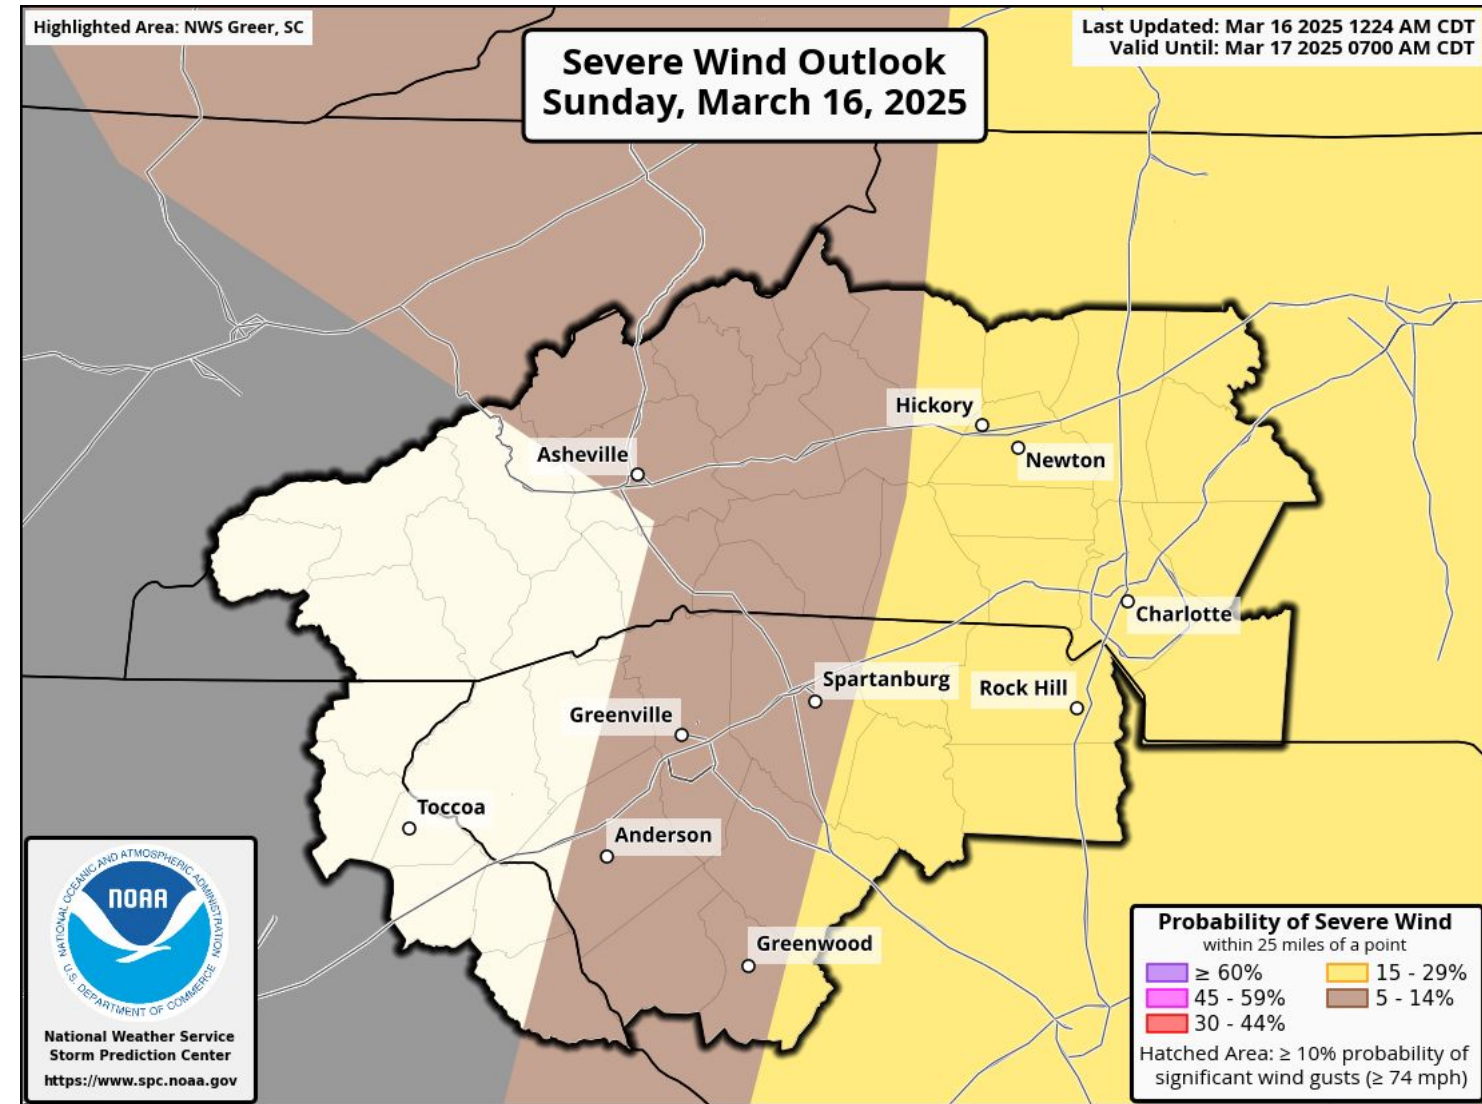 Highlighted Area: NWS Greer, SC
Last Updated: Mar 16 2025 1224 AM CDT
Valid Until: Mar 17 2025 0700 AM CDT
Severe Wind Outlook
Sunday, March 16, 2025
Hickory
Asheville
Newton
Charlotte
Spartanburg
Rock Hill
Greenville
Toccoa
Anderson
Greenwood
NATIONAL OCEANIC AND ATMOSPHERIC ADMINISTRATION
NOAA
U.S. DEPARTMENT OF COMMERCE
National Weather Service
Storm Prediction Center
https://www.spc.noaa.gov
Probability of Severe Wind
within 25 miles of a point
≥ 60% 15 - 29%
45 - 59% 5 - 14%
30 - 44%
Hatched Area: ≥ 10% probability of
significant wind gusts (≥ 74 mph)